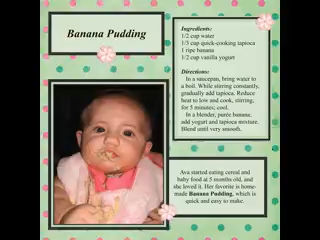 Banana Pudding
Ingredients:
1/2 cup water
1/3 cup quick-cooking tapioca
1 ripe banana
1/2 cup vanilla yogurt
Directions:
In a saucepan, bring water to
a boil. While stirring constantly,
gradually add tapioca. Reduce
heat to low and cook, stirring,
for 5 minutes; cool.
In a blender, purée banana;
add yogurt and tapioca mixture.
Blend until very smooth.
Ava started eating cereal and
baby food at 5 months old, and
she loved it. Her favorite is home-
made Banana Pudding, which is
quick and easy to make.